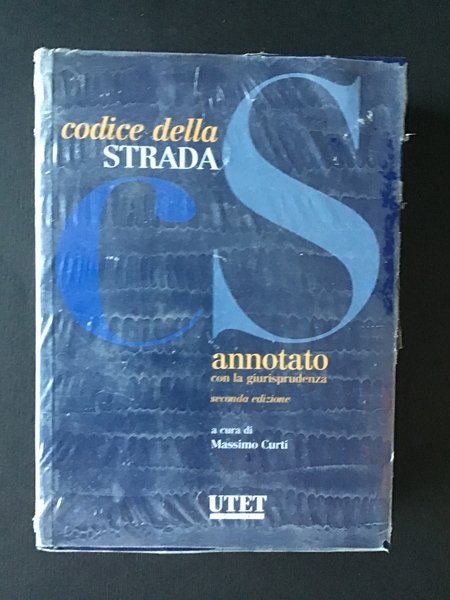 codice della
STRADA
CS
annotato
con la giurisprudenza
seconda edizione
a cura di
Massimo Curti
UTET